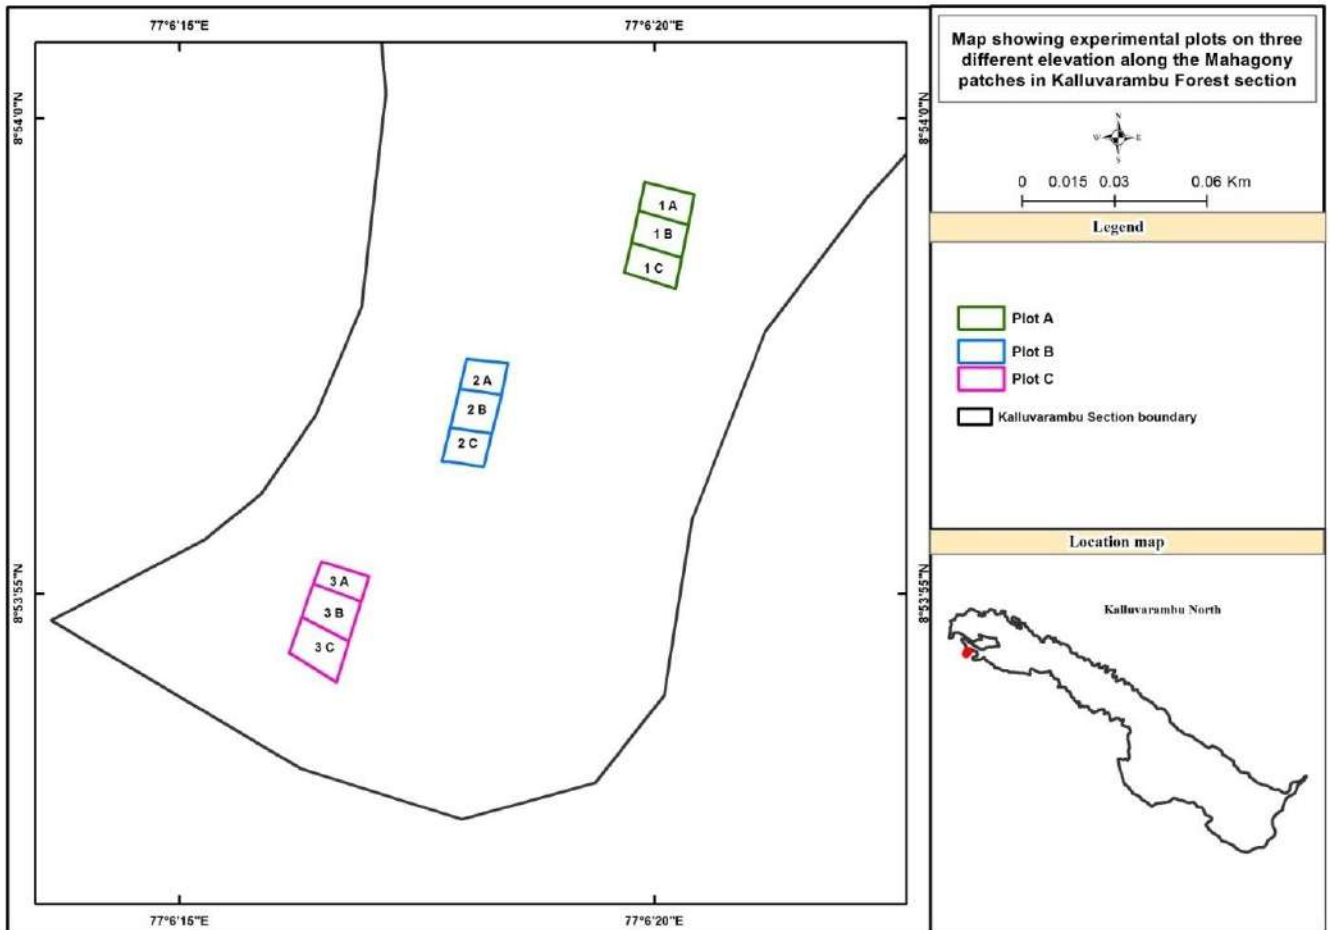 77°6'15"E
77°6'20"E
8°54'0"N
8°54'0"N
1 A
1 B
1 C
2 A
2 B
2 C
3 A
3 B
3 C
8°53'55"N
8°53'55"N
77°6'15"E
77°6'20"E
Map showing experimental plots on three
different elevation along the Mahagony
patches in Kalluvarambu Forest section
N
W
E
S
0 0.015 0.03 0.06 Km
Legend
Plot A
Plot B
Plot C
Kalluvarambu Section boundary
Location map
Kalluvarambu North